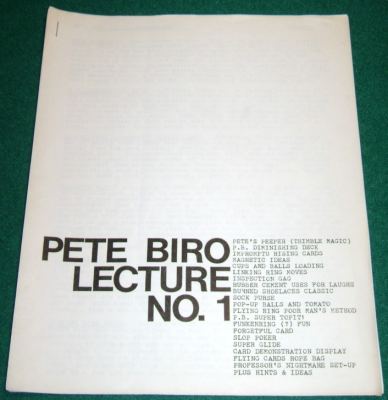 PETE BIRO
LECTURE
NO. 1
PETE'S PEEPER (THIMBLE MAGIC)
P.B. DIMINISHING DECK
IMPROMPTU RISING CARDS
MAGNETIC IDEAS
CUPS AND BALLS LOADING
LINKING RING MOVES
INSPECTION GAG
RUBBER CEMENT USES FOR LAUGHS
BURNED SHOELACES CLASSIC
SOCK PURSE
POP-UP BALLS AND TOMATO
FLYING RING POOR MAN'S METHOD
P.B. SUPER TOPIT!
FUNKENRING (?) FUN
FORGETFUL CARD
SLOP POKER
SUPER GLIDE
CARD DEMONSTRATION DISPLAY
FLYING CARDS ROPE BAG
PROFESSOR'S NIGHTMARE SET-UP
PLUS HINTS & IDEAS